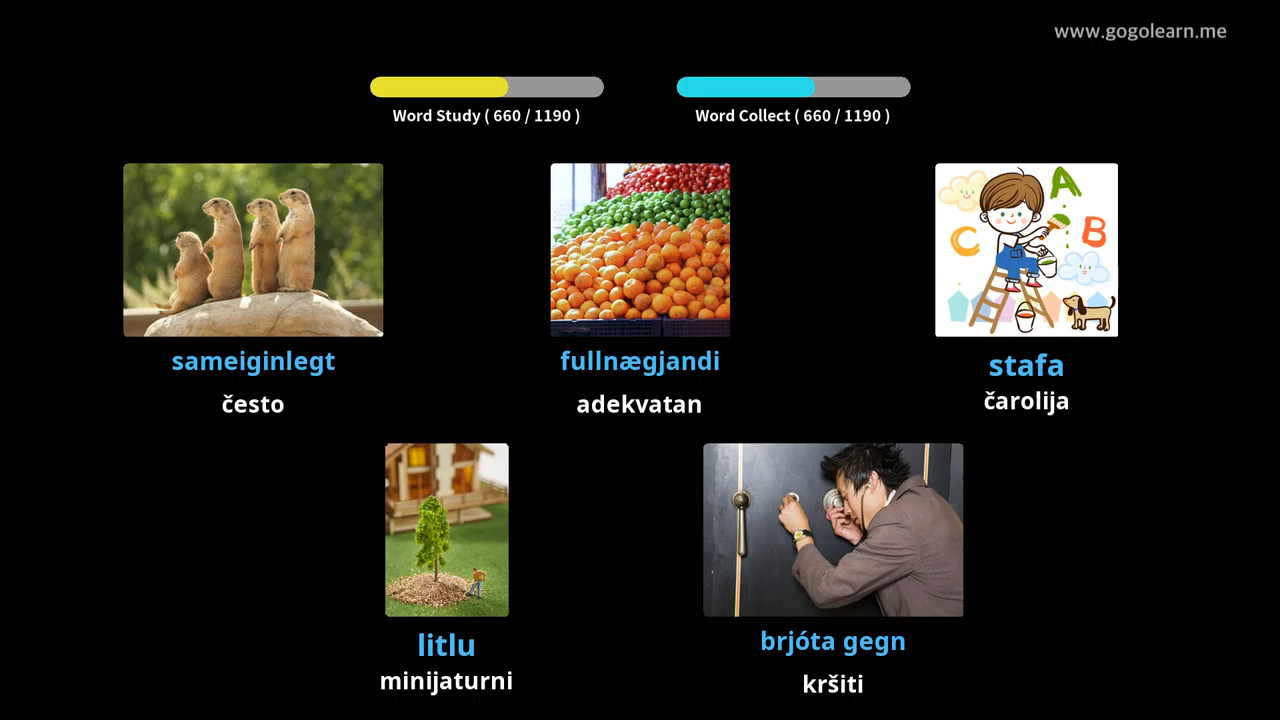 www.gogolearn.me
Word Study ( 660 / 1190 )
Word Collect ( 660 / 1190 )
A
B
C
sameiginlegt
fullnægjandi
stafa
često
adekvatan
čarolija
litlu
brjóta gegn
minijaturni
kršiti